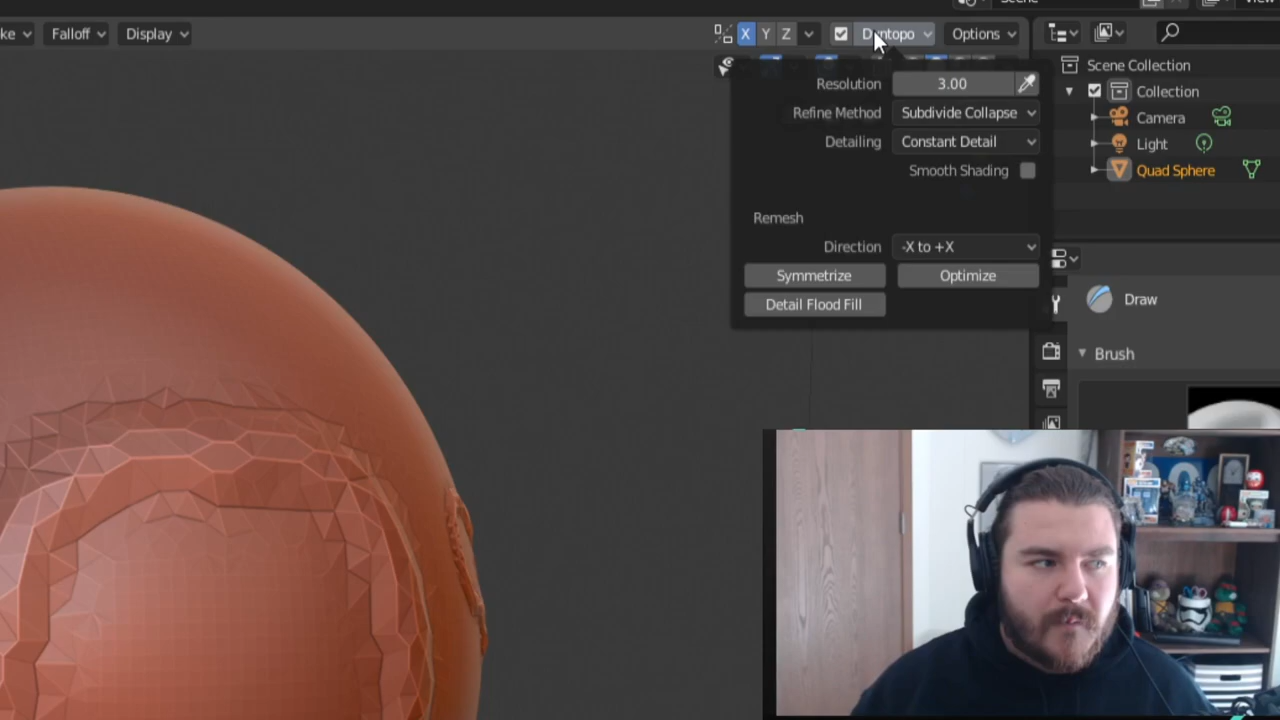 Scene
ke
Falloff
Display
X Y Z
Dyntopo
Options
Resolution 3.00
Scene Collection
Refine Method Subdivide Collapse
Collection
Detailing Constant Detail
Camera
Light
Smooth Shading
Quad Sphere
Remesh
Direction -X to +X
Symmetrize Optimize
Detail Flood Fill
Draw
Brush